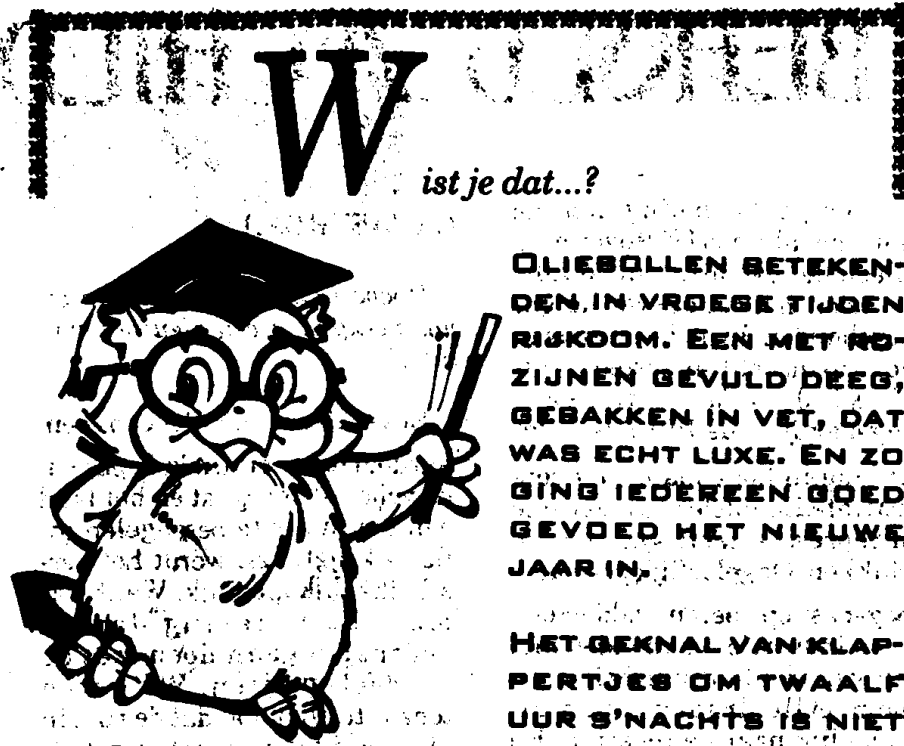 Wist je dat...?
OLIEBOLLEN BETEKEN-
DEN IN VROEGE TIJDEN
RIJKDOM. EEN MET RO-
ZIJNEN GEVULD DEEG,
GEBAKKEN IN VET, DAT
WAS ECHT LUXE. EN ZO
GING IEDEREEN GOED
GEVOED HET NIEUWE
JAAR IN.
HET GEKNAL VAN KLAP-
PERTJES OM TWAALF
UUR S'NACHTS IS NIET